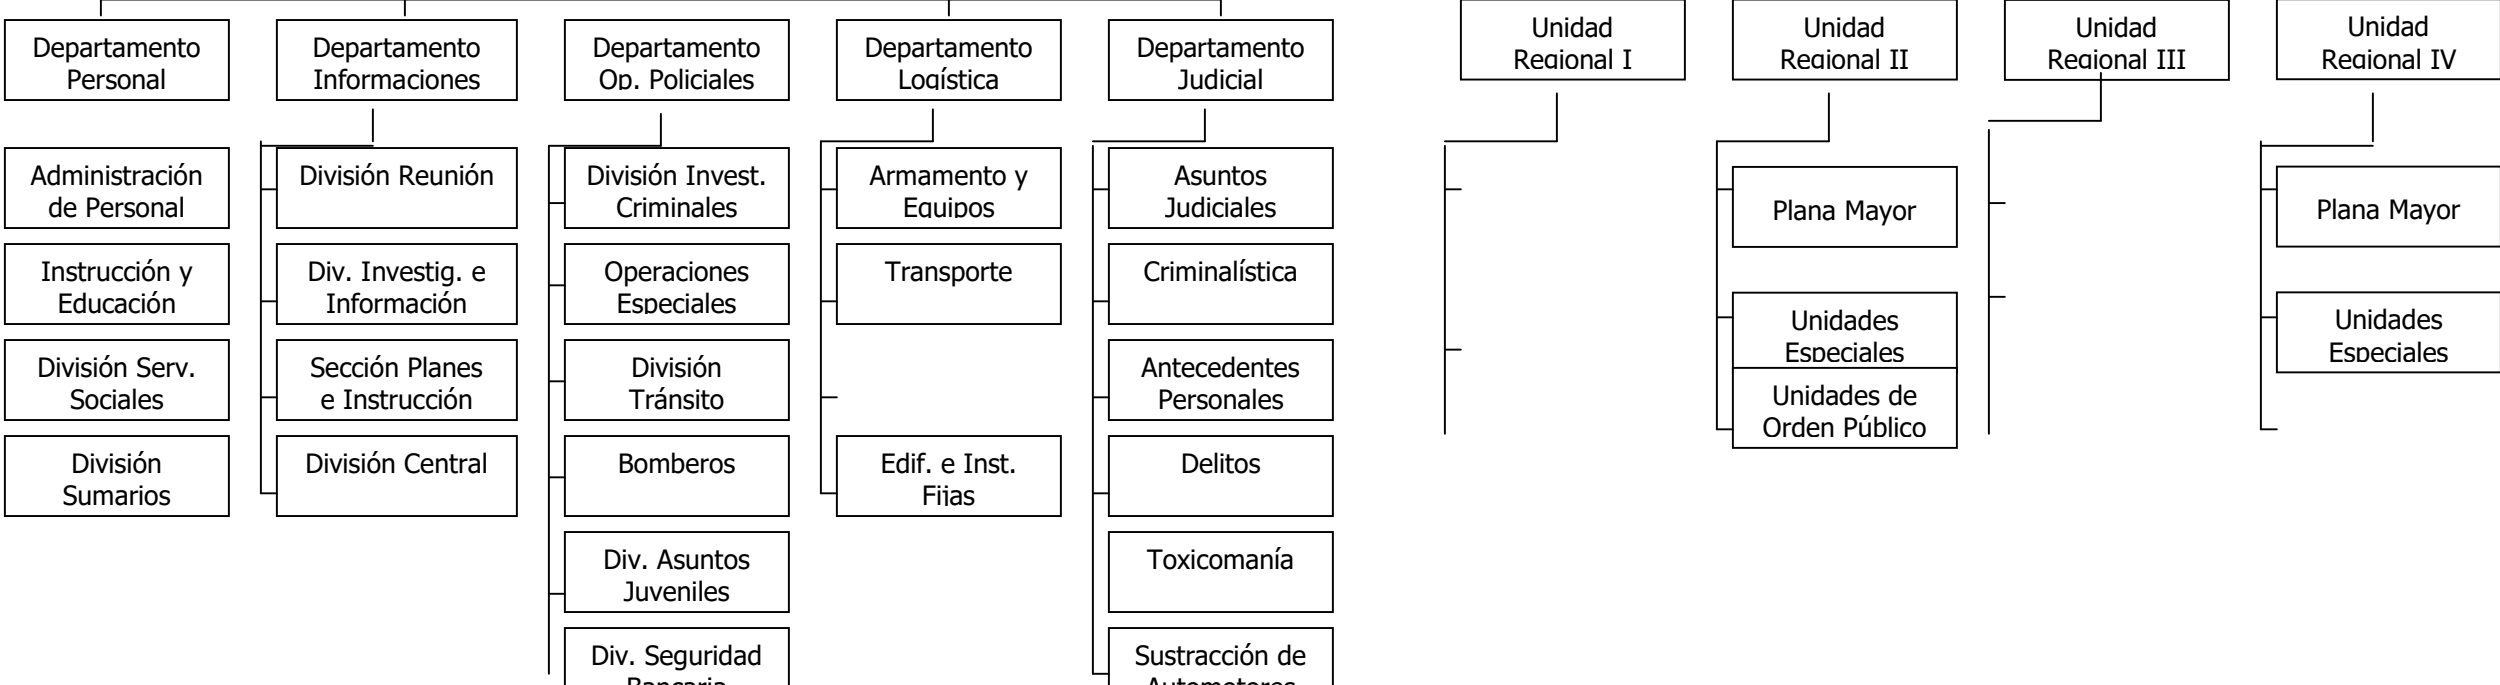 Departamento
Personal
Departamento
Informaciones
Departamento
Op. Policiales
Departamento
Logística
Departamento
Judicial
Unidad
Regional I
Unidad
Regional II
Unidad
Regional III
Unidad
Regional IV
Administración
de Personal
División Reunión
División Invest.
Criminales
Armamento y
Equipos
Asuntos
Judiciales
Plana Mayor
Plana Mayor
Instrucción y
Educación
Div. Investig. e
Información
Operaciones
Especiales
Transporte
Criminalística
Unidades
Especiales
Unidades
Especiales
División Serv.
Sociales
Sección Planes
e Instrucción
División
Tránsito
Antecedentes
Personales
Unidades de
Orden Público
División
Sumarios
División Central
Bomberos
Edif. e Inst.
Fijas
Delitos
Div. Asuntos
Juveniles
Toxicomanía
Div. Seguridad
Bancaria
Sustracción de
Automotores